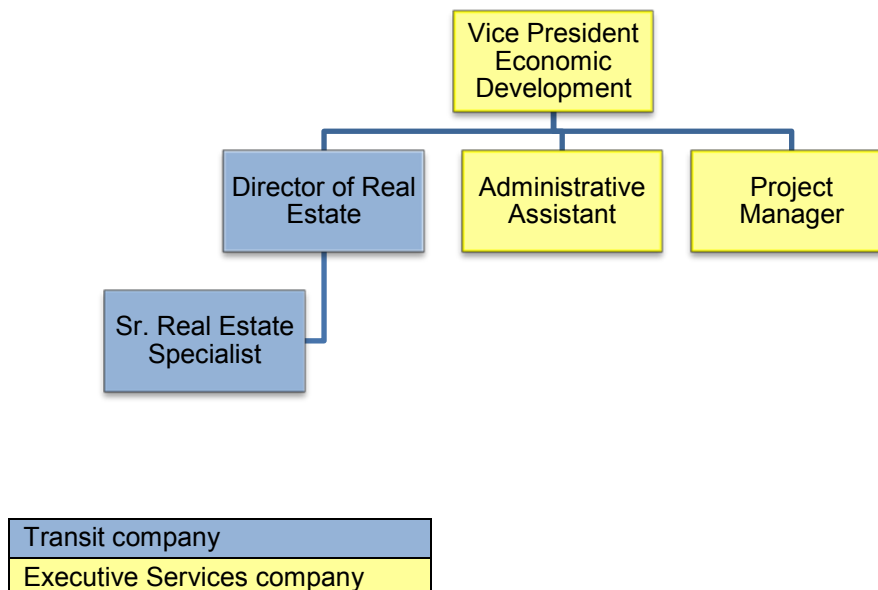 Vice President
Economic
Development
Director of Real
Estate
Administrative
Assistant
Project
Manager
Sr. Real Estate
Specialist
Transit company
Executive Services company